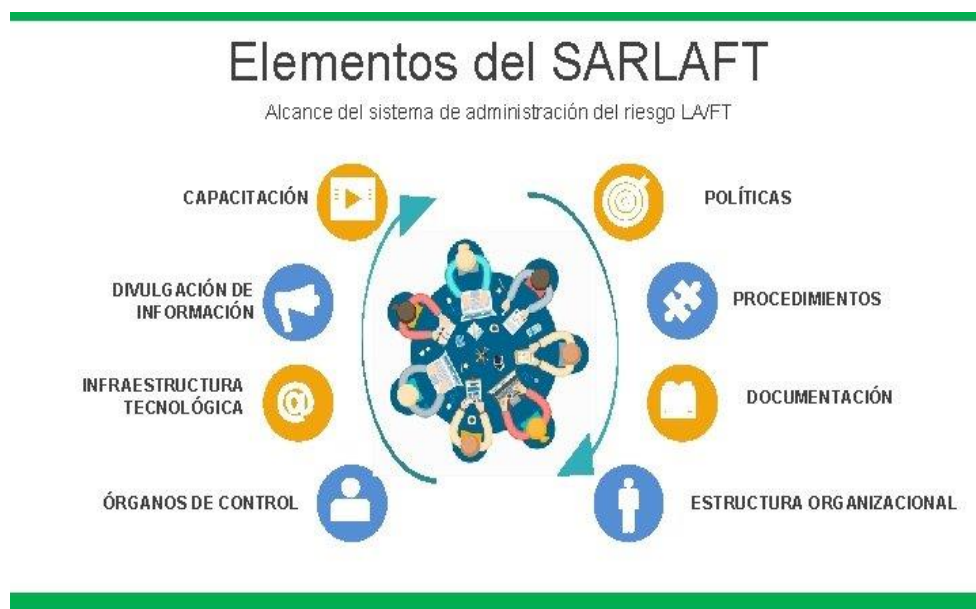 Elementos del SARLAFT
Alcance del sistema de administración del riesgo LA/FT
CAPACITACIÓN
POLÍTICAS
DIVULGACIÓN DE
INFORMACIÓN
PROCEDIMIENTOS
INFRAESTRUCTURA
TECNOLÓGICA
@
DOCUMENTACIÓN
ÓRGANOS DE CONTROL
ESTRUCTURA ORGANIZACIONAL